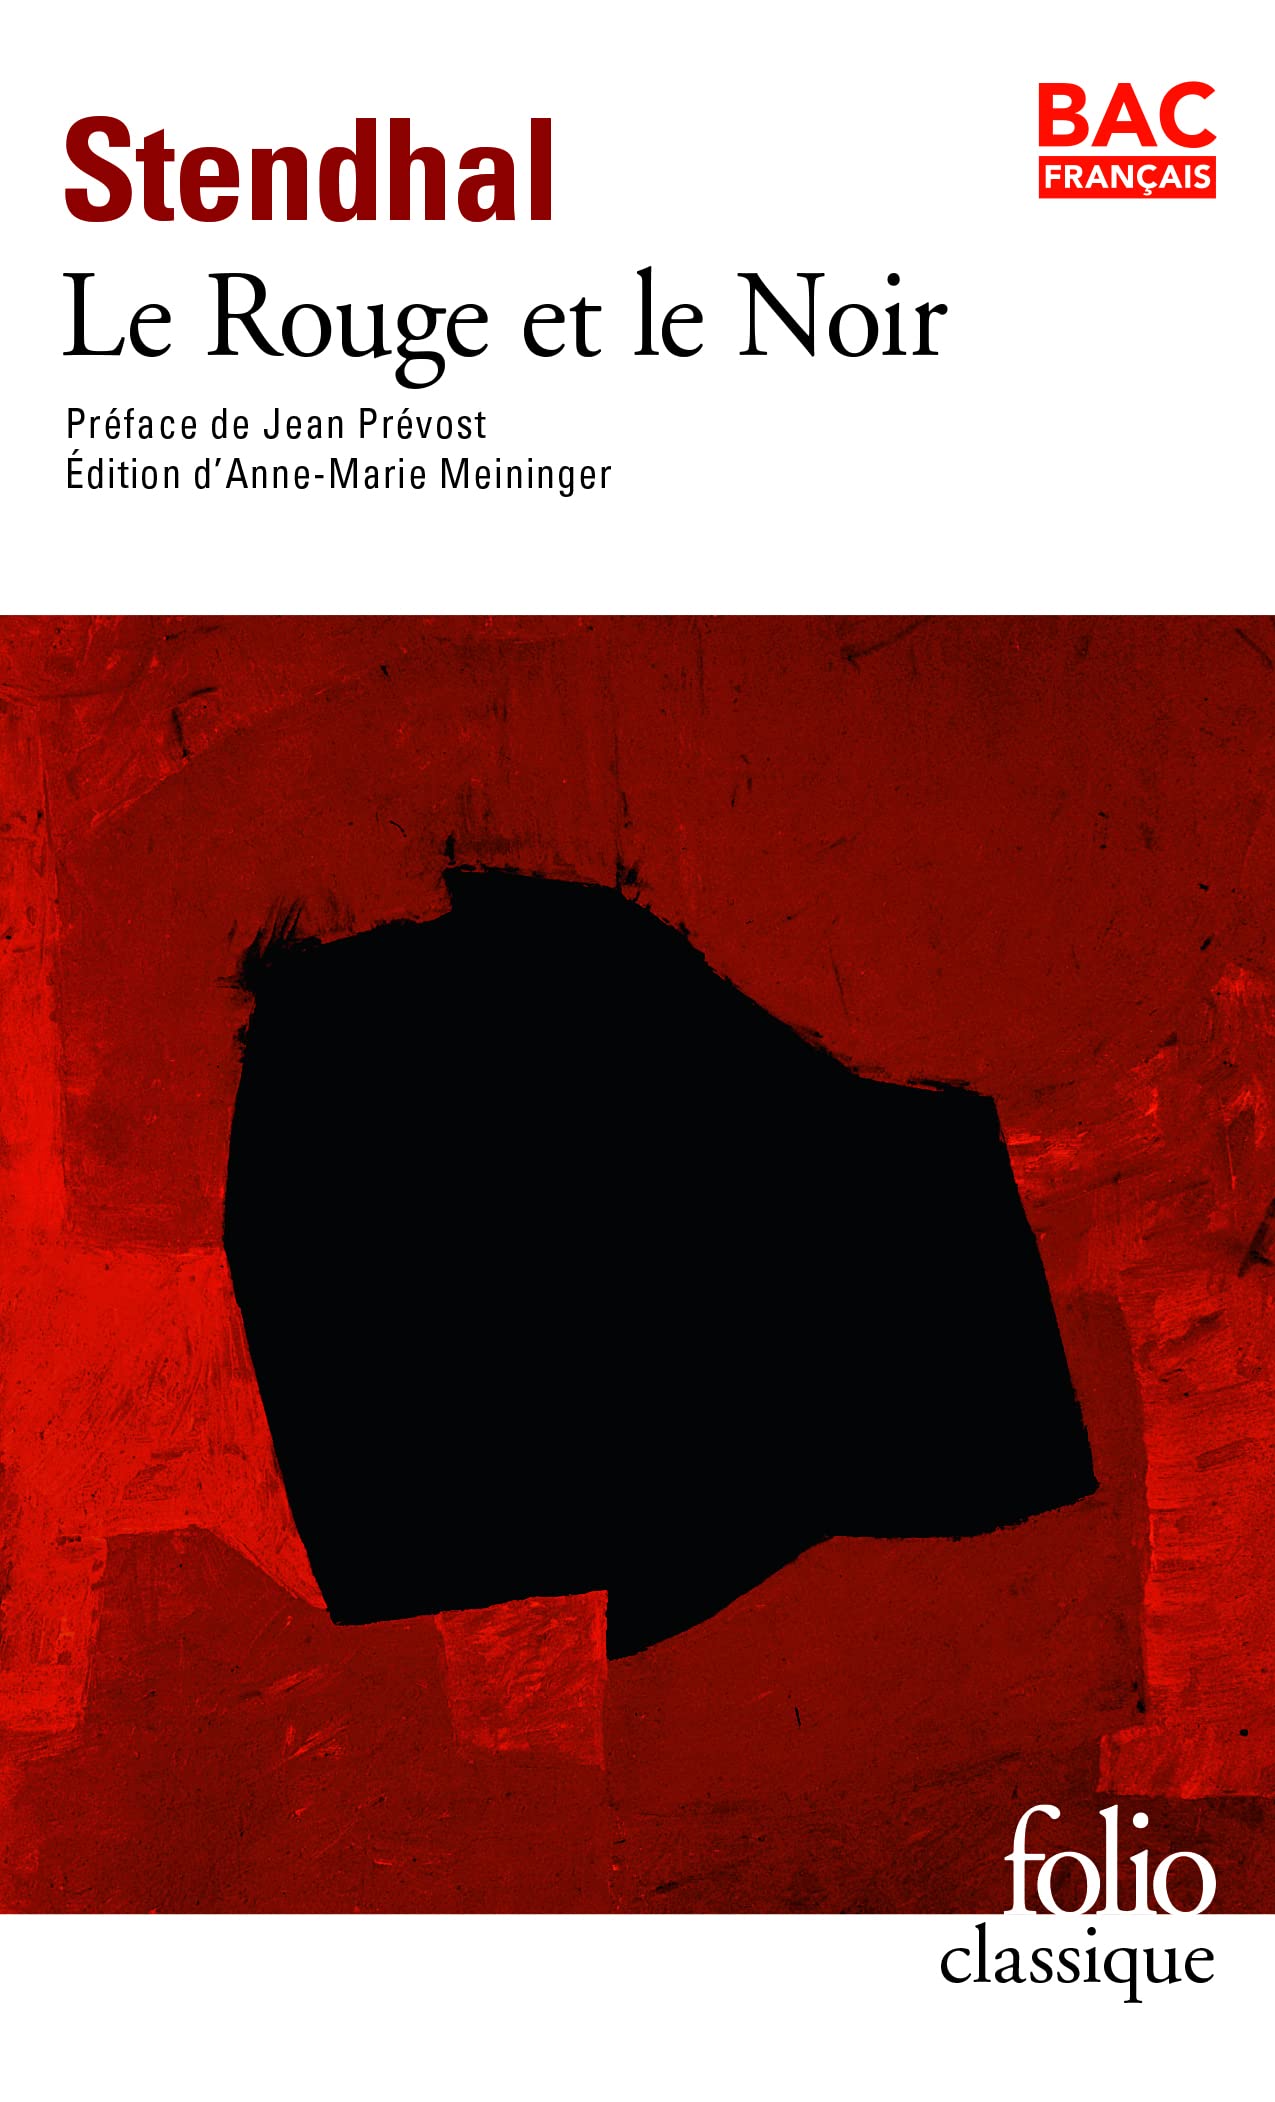 Stendhal
BAC
FRANÇAIS
Le Rouge et le Noir
Préface de Jean Prévost
Édition d’Anne-Marie Meininger
folio
classique